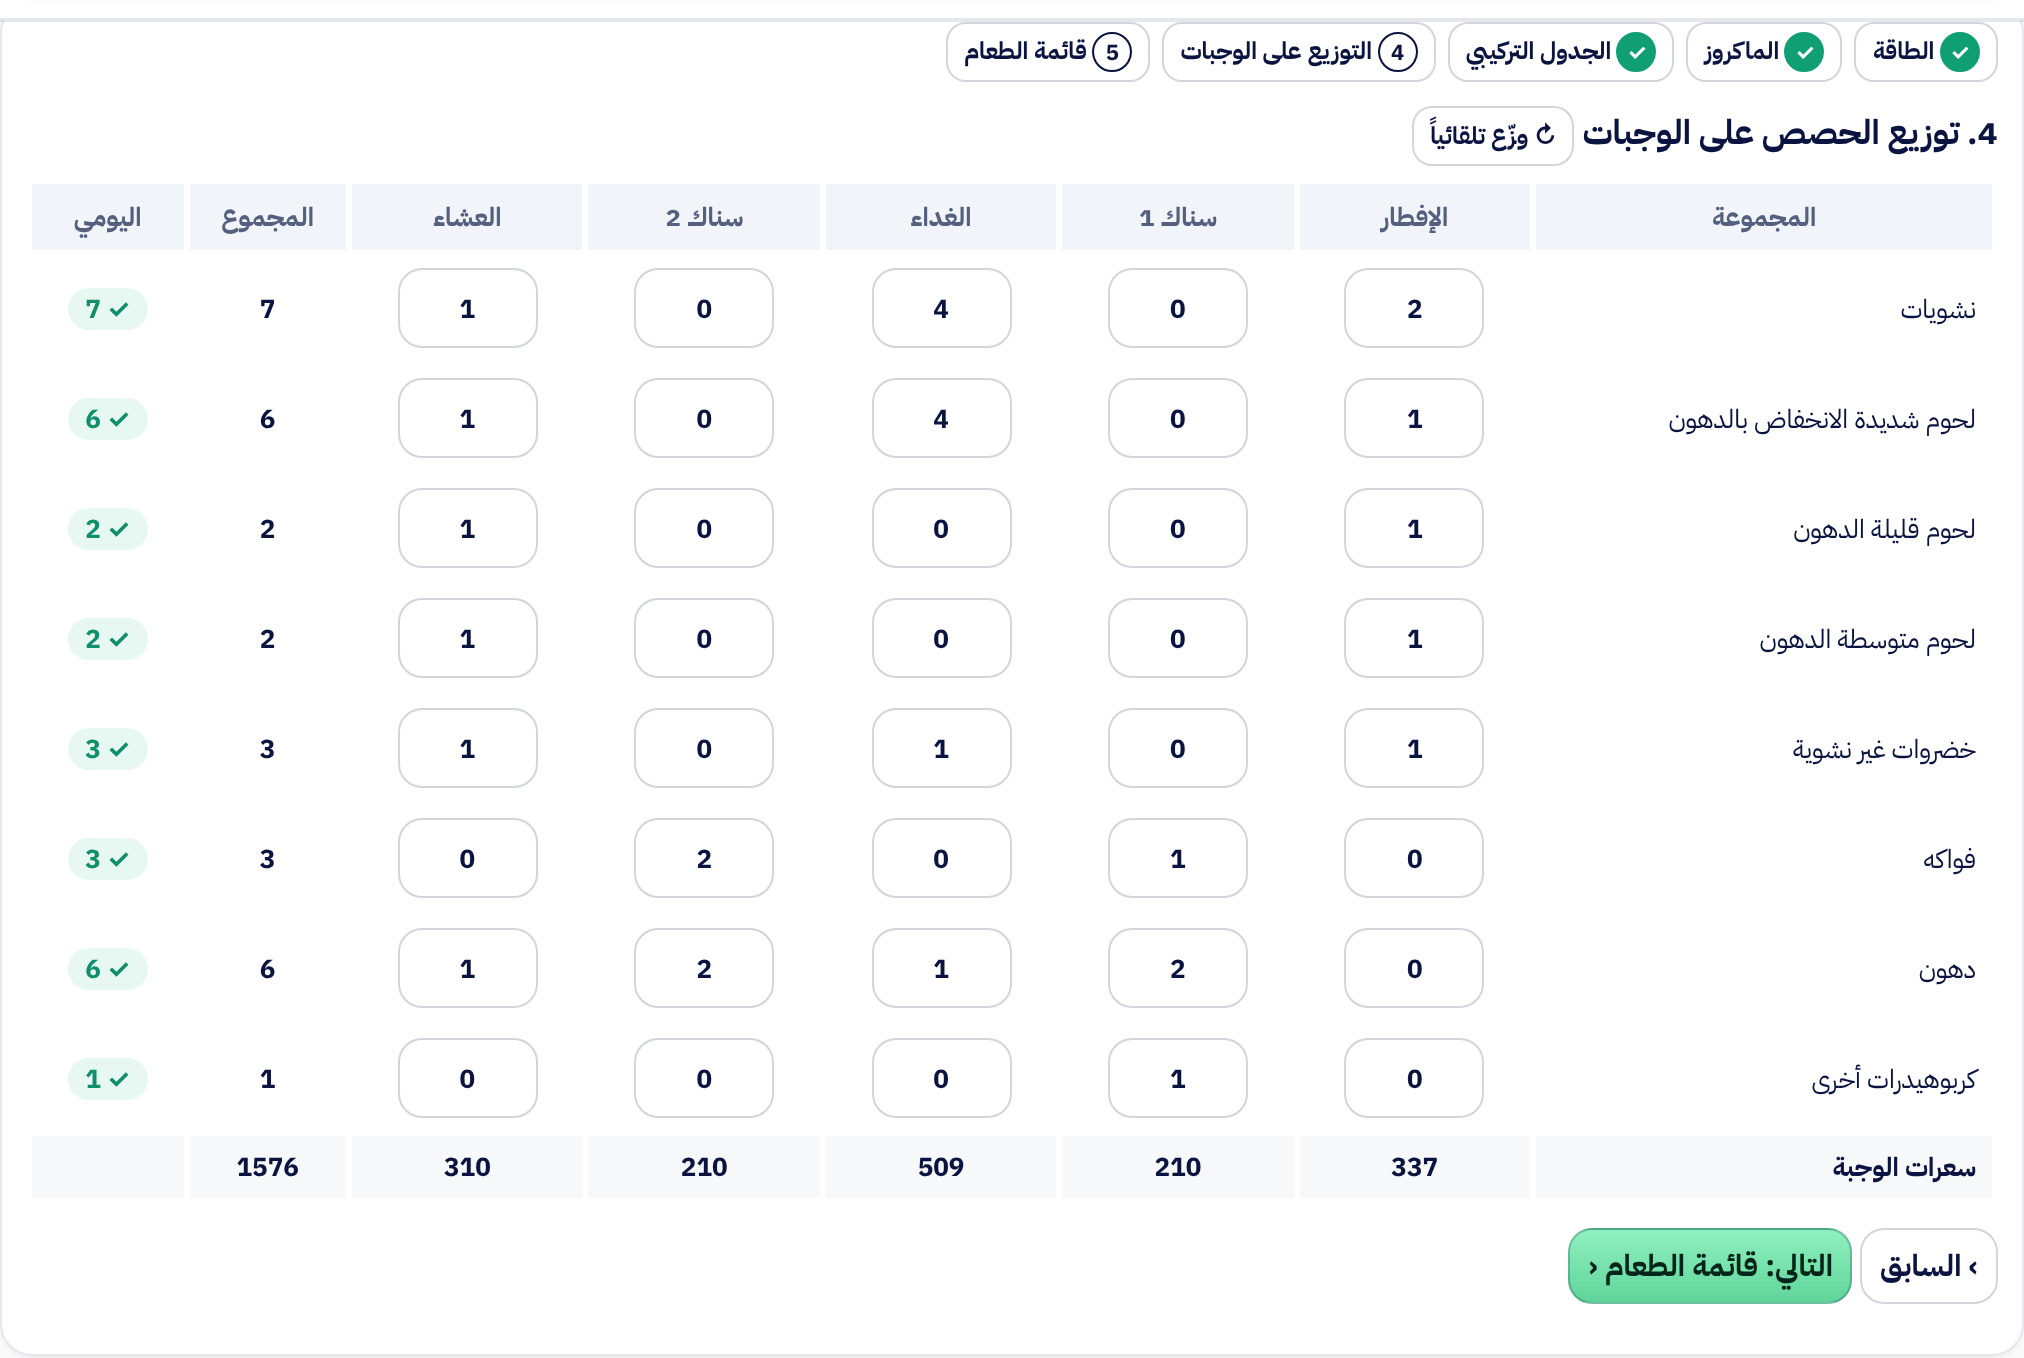 الطاقة الماكروز الجدول التركيبي 4 التوزيع على الوجبات 5 قائمة الطعام
4. توزيع الحصص على الوجبات ↻ وزّع تلقائياً
المجموعة الإفطار سناك 1 الغداء سناك 2 العشاء المجموع اليومي
نشويات 2 0 4 0 1 7 ✓ 7
لحوم شديدة الانخفاض بالدهون 1 0 4 0 1 6 ✓ 6
لحوم قليلة الدهون 1 0 0 0 1 2 ✓ 2
لحوم متوسطة الدهون 1 0 0 0 1 2 ✓ 2
خضروات غير نشوية 1 0 1 0 1 3 ✓ 3
فواكه 0 1 0 2 0 3 ✓ 3
دهون 0 2 1 2 1 6 ✓ 6
كربوهيدرات أخرى 0 1 0 0 0 1 ✓ 1
سعرات الوجبة 337 210 509 210 310 1576
‹ السابق التالي: قائمة الطعام ›